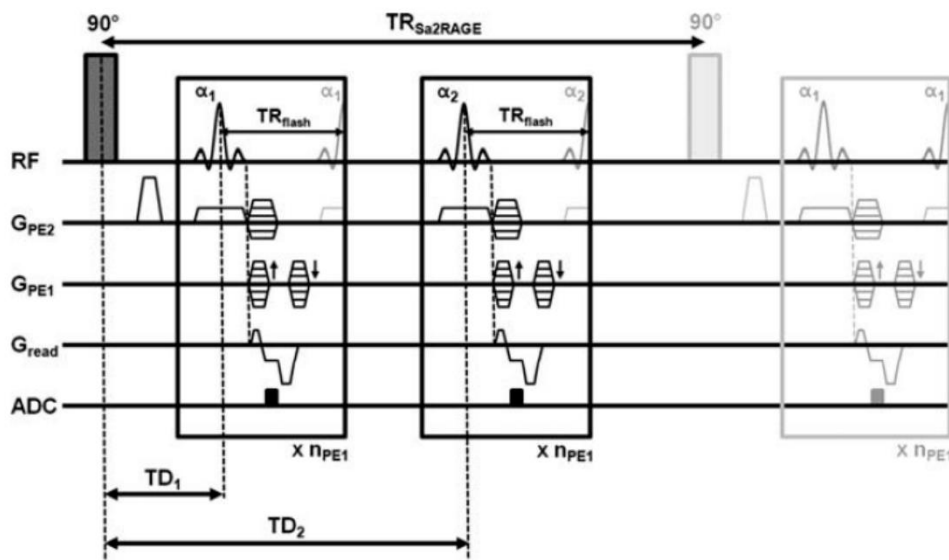 TR_Sa2RAGE
90° 90°
α₁ α₁ α₂ α₂ α₁ α₁
TR_flash TR_flash
RF
G_PE2
G_PE1
G_read
ADC
x n_PE1 x n_PE1 x n_PE1
TD₁
TD₂